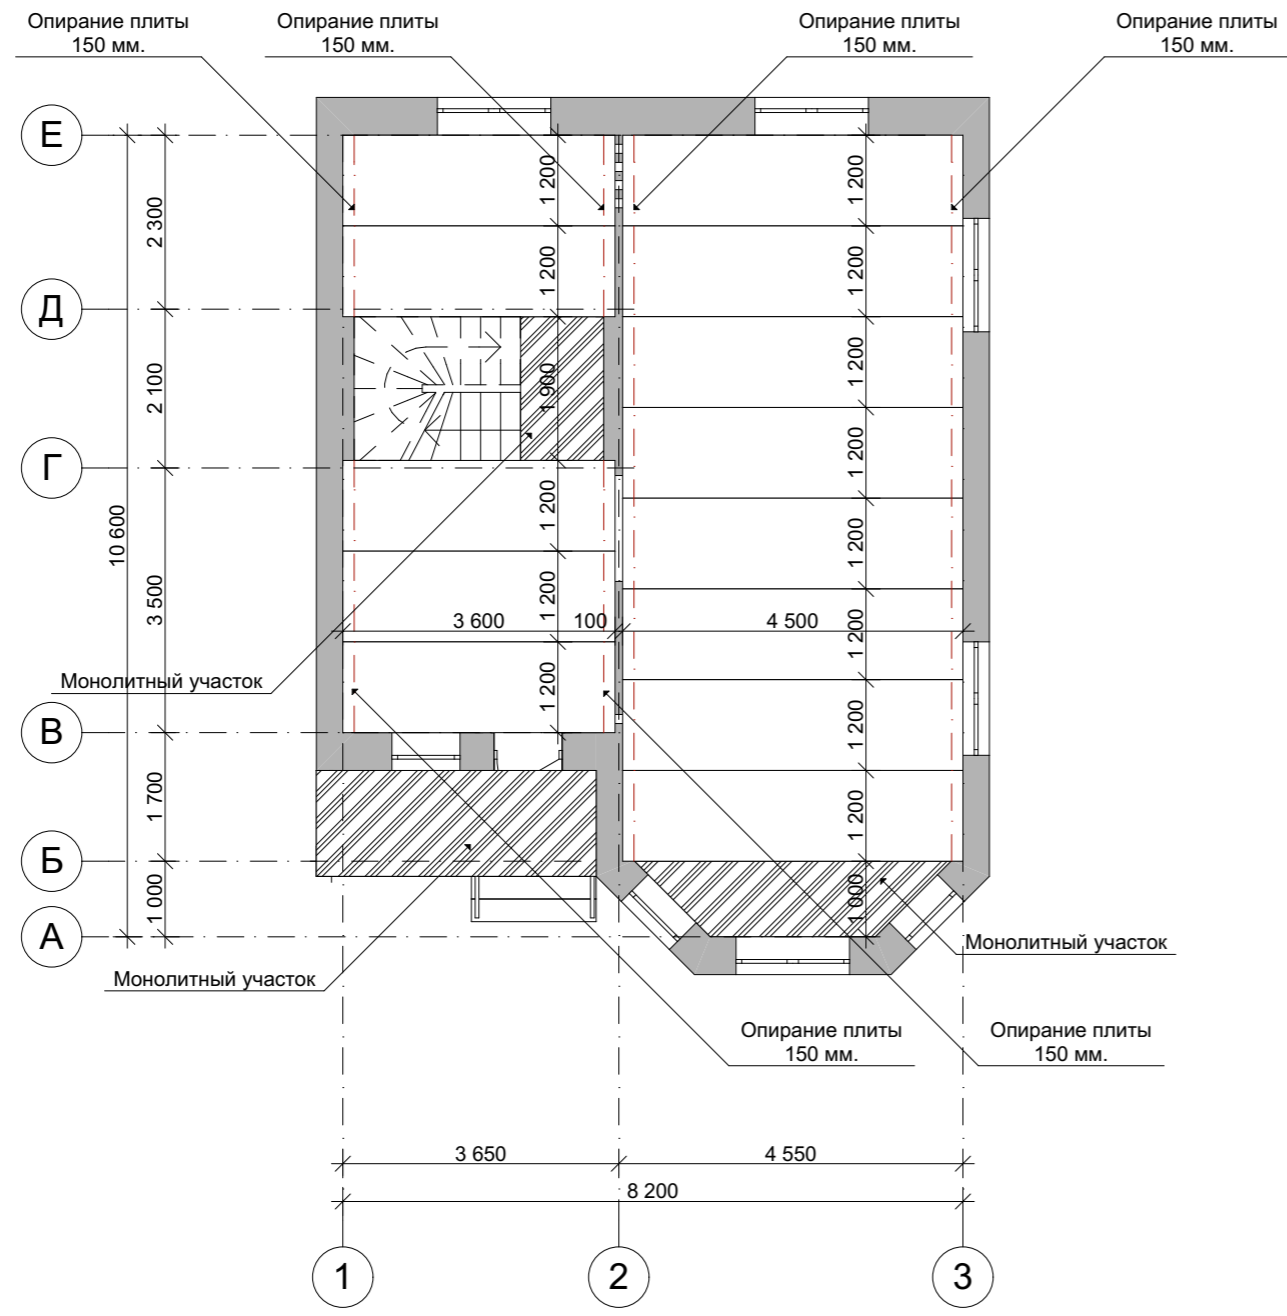 Опирание плиты
150 мм.
Опирание плиты
150 мм.
Опирание плиты
150 мм.
Опирание плиты
150 мм.
Е
Д
Г
В
Б
А
2 300
2 100
3 500
1 700
1 000
10 600
1 200
1 200
1 900
1 200
1 200
1 200
1 200
1 200
1 200
1 200
1 200
1 200
1 200
1 200
1 000
3 600
100
4 500
Монолитный участок
Монолитный участок
Монолитный участок
Опирание плиты
150 мм.
Опирание плиты
150 мм.
3 650
4 550
8 200
1
2
3